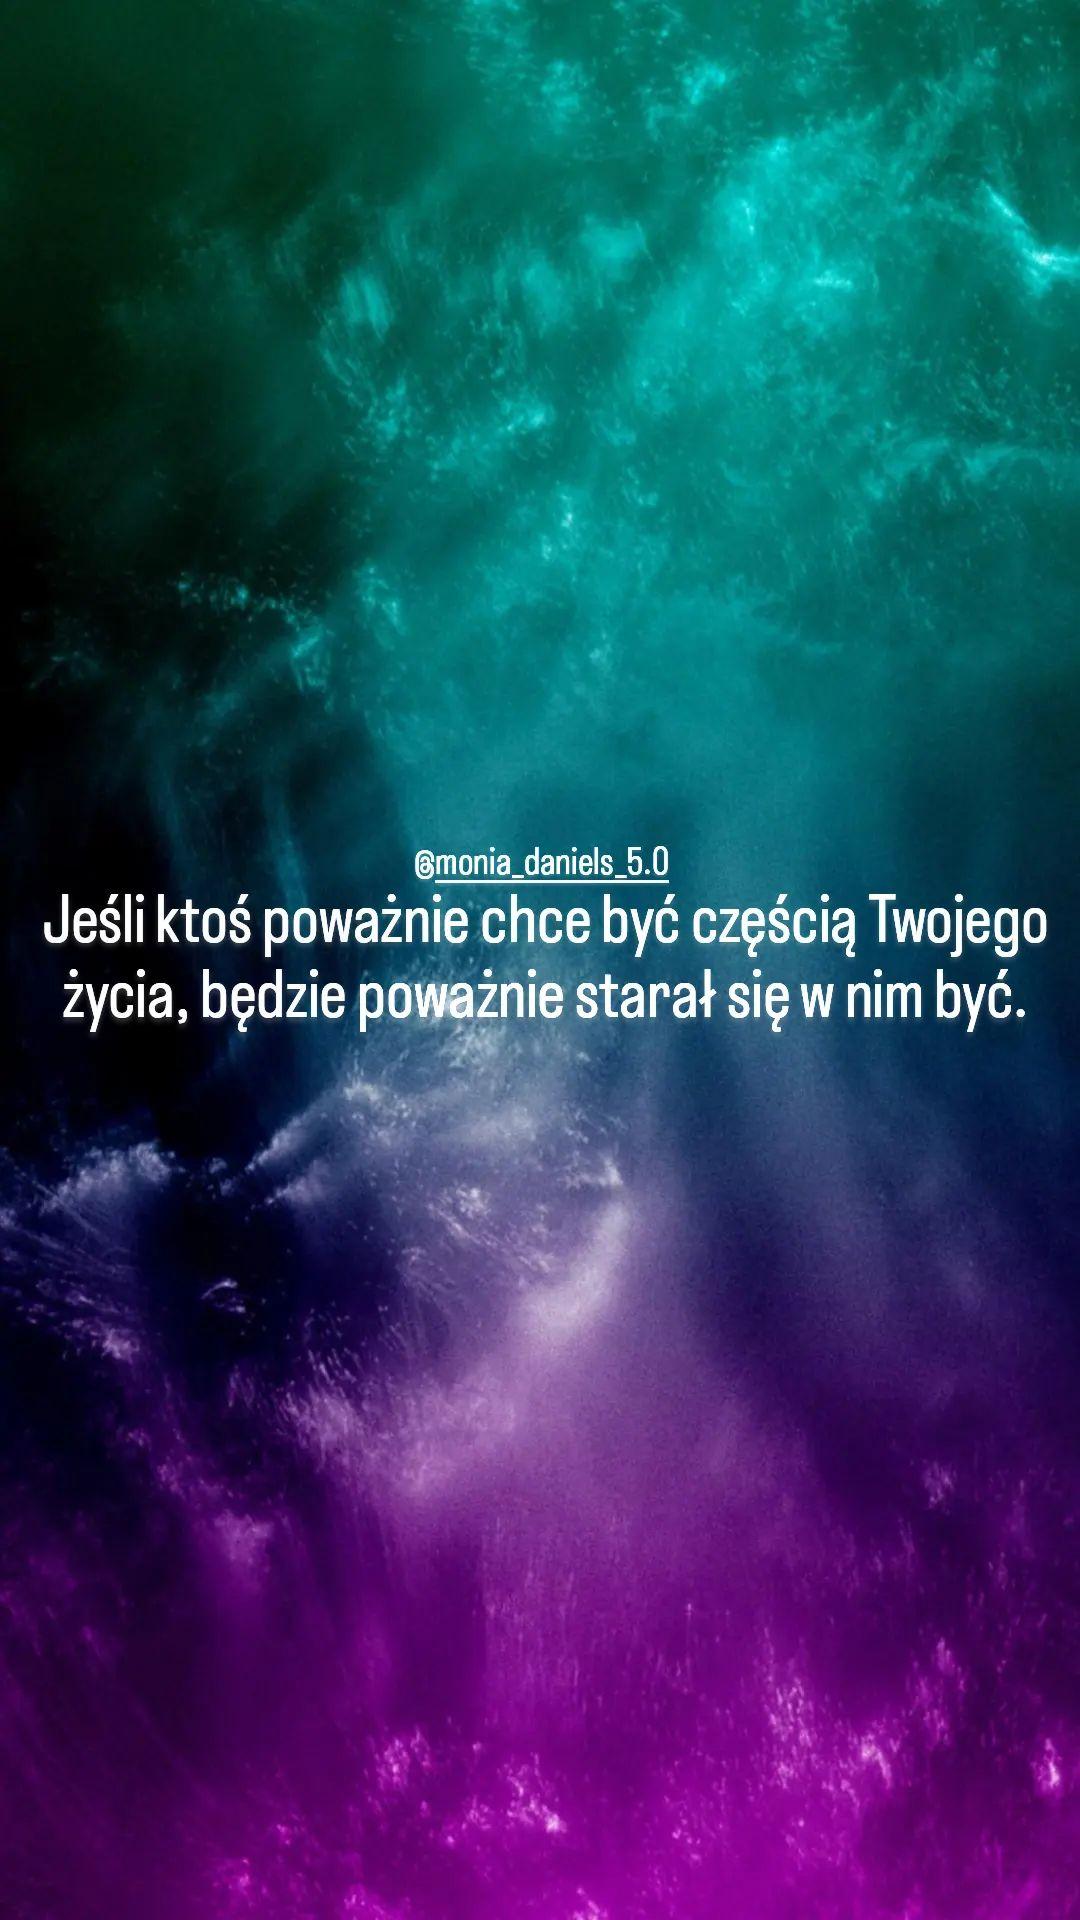 @monia_daniels_5.0
Jeśli ktoś poważnie chce być częścią Twojego
życia, będzie poważnie starał się w nim być.